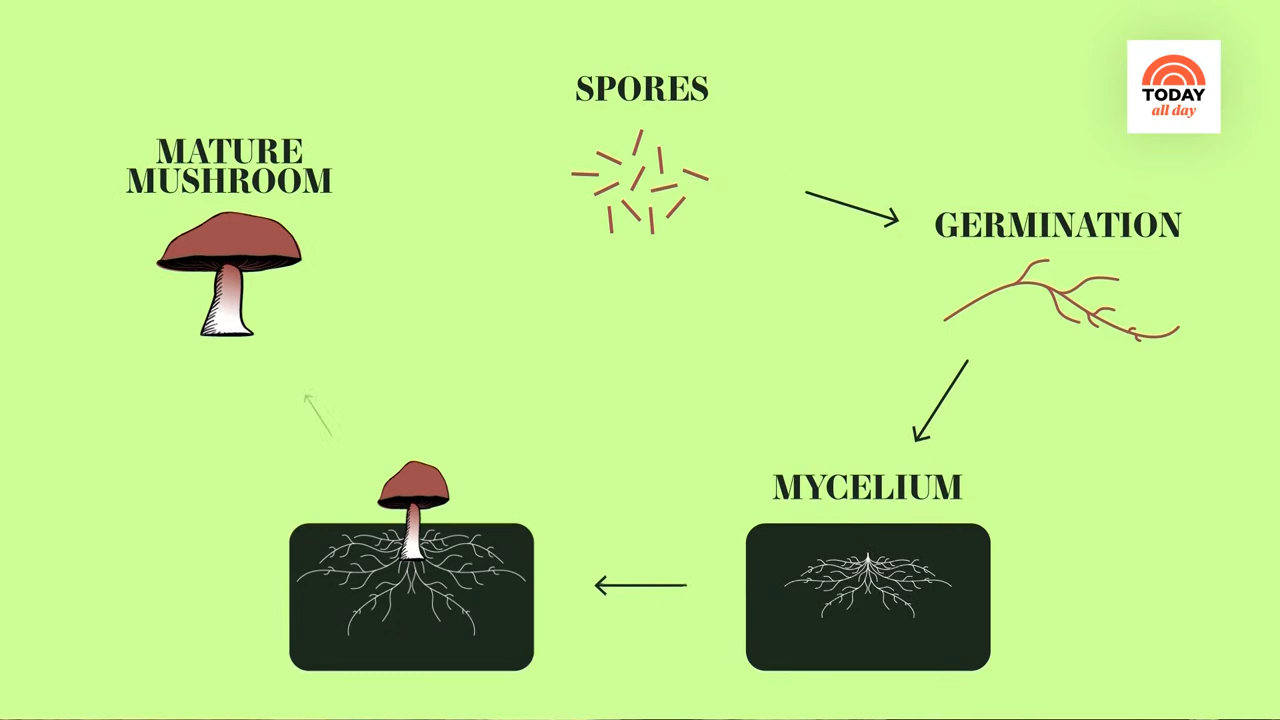 SPORES
TODAY
all day
MATURE
MUSHROOM
GERMINATION
MYCELIUM